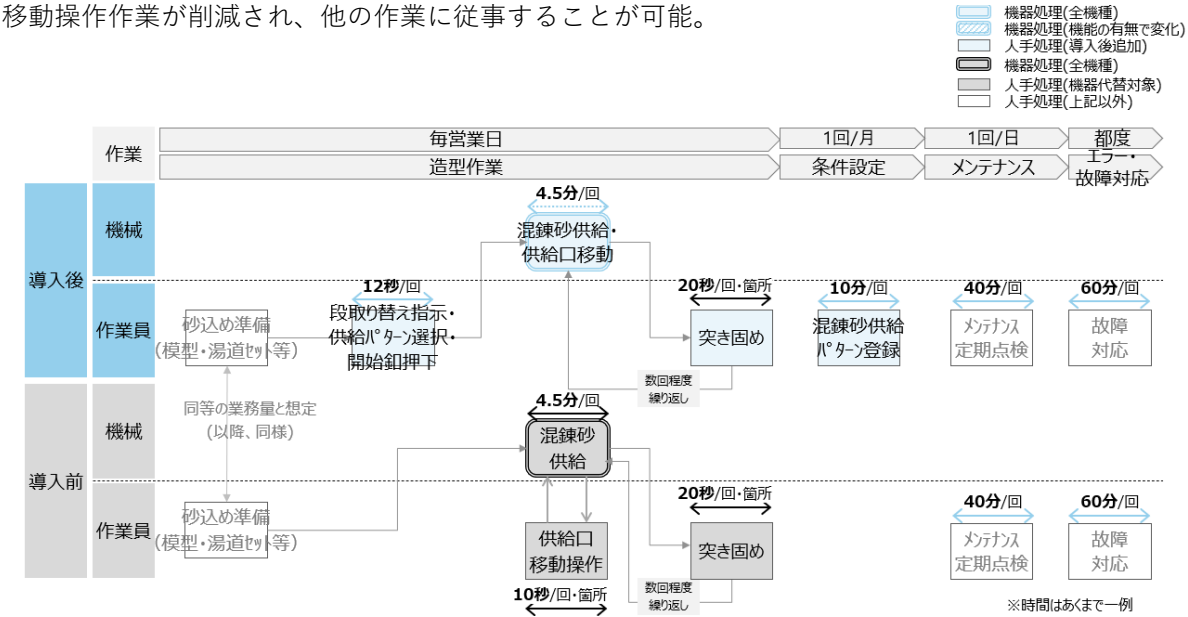 移動操作作業が削減され、他の作業に従事することが可能。
機器処理(全機種)
機器処理(機能の有無で変化)
人手処理(導入後追加)
機器処理(全機種)
人手処理(機器代替対象)
人手処理(上記以外)
作業
毎営業日
1回/月
1回/日
都度
造型作業
条件設定
メンテナンス
エラー・
故障対応
導入後
機械
4.5分/回
混錬砂供給・
供給口移動
作業員
砂込め準備
(模型・湯道セット等)
12秒/回
段取り替え指示・
供給パターン選択・
開始釦押下
20秒/回・箇所
突き固め
10分/回
混錬砂供給
パターン登録
40分/回
メンテナンス
定期点検
60分/回
故障
対応
数回程度
繰り返し
同等の業務量と想定
(以降、同様)
導入前
機械
4.5分/回
混錬砂
供給
作業員
砂込め準備
(模型・湯道セット等)
供給口
移動操作
10秒/回・箇所
20秒/回・箇所
突き固め
数回程度
繰り返し
40分/回
メンテナンス
定期点検
60分/回
故障
対応
※時間はあくまで一例